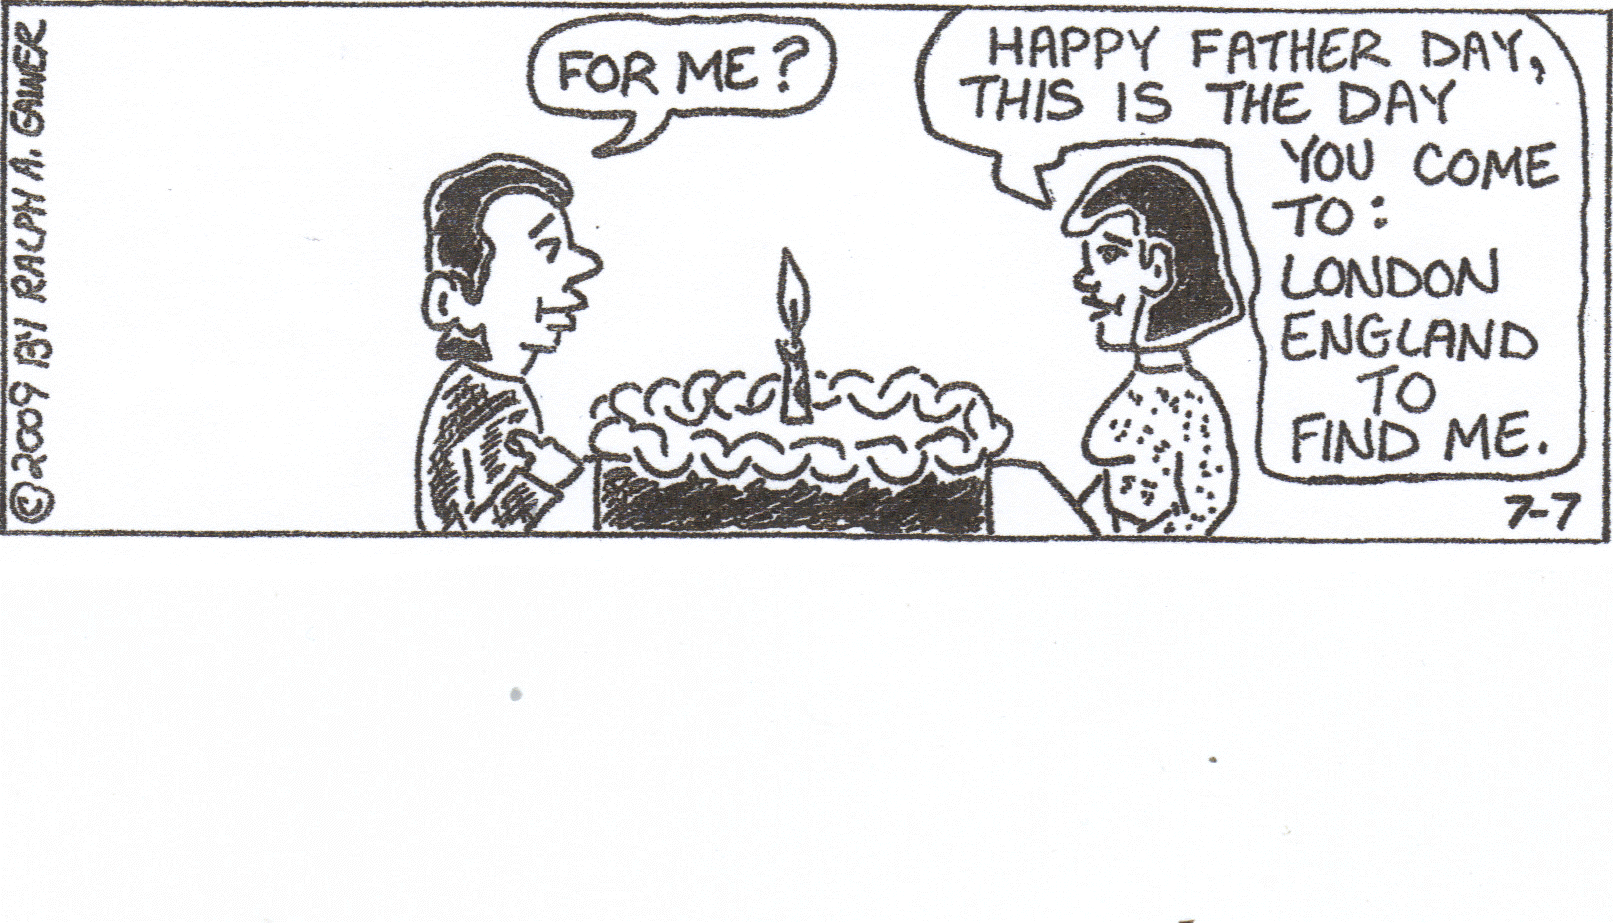 © 2009 BY RALPH A. GAWER
FOR ME?
HAPPY FATHER DAY,
THIS IS THE DAY
YOU COME
TO:
LONDON
ENGLAND
TO
FIND ME.
7-7